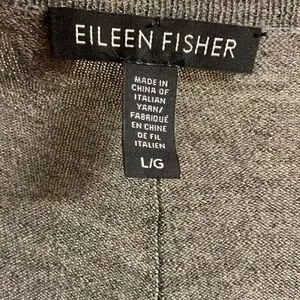 EILEEN FISHER
MADE IN
CHINA OF
ITALIAN
YARN/
FABRIQUÉ
EN CHINE
DE FIL
ITALIEN
L/G